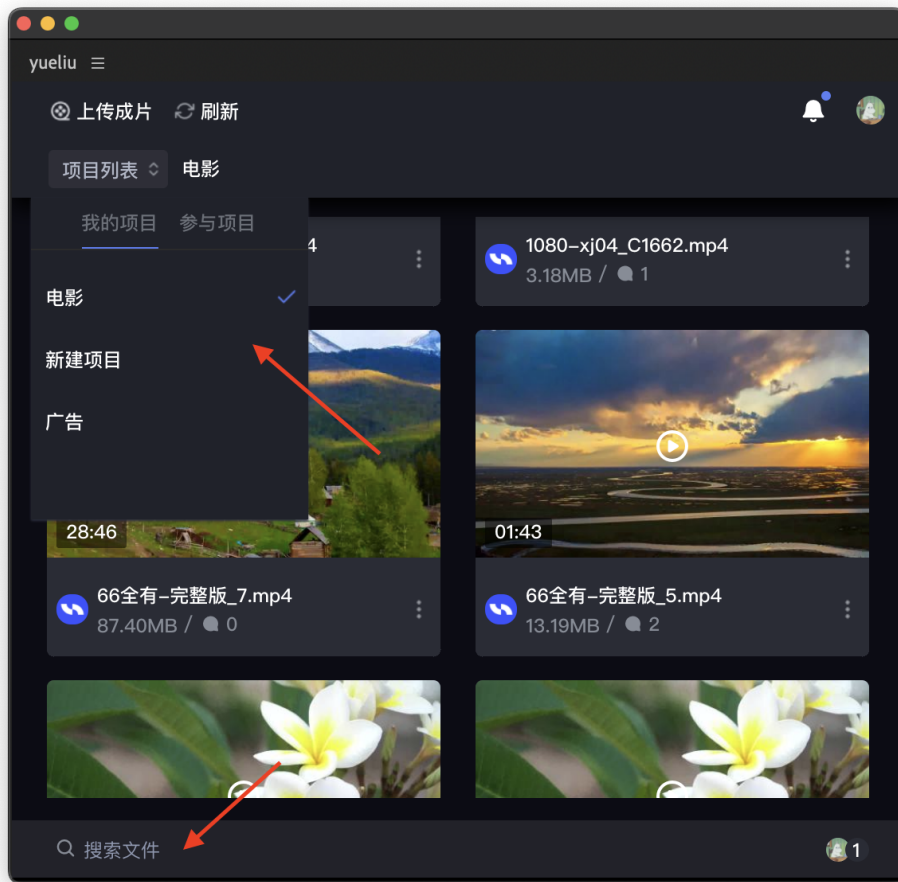 yueliu
上传成片 刷新
项目列表 电影
我的项目 参与项目
电影
新建项目
广告
4
1080-xj04_C1662.mp4
3.18MB / 1
28:46
01:43
66全有-完整版_7.mp4
87.40MB / 0
66全有-完整版_5.mp4
13.19MB / 2
搜索文件
1